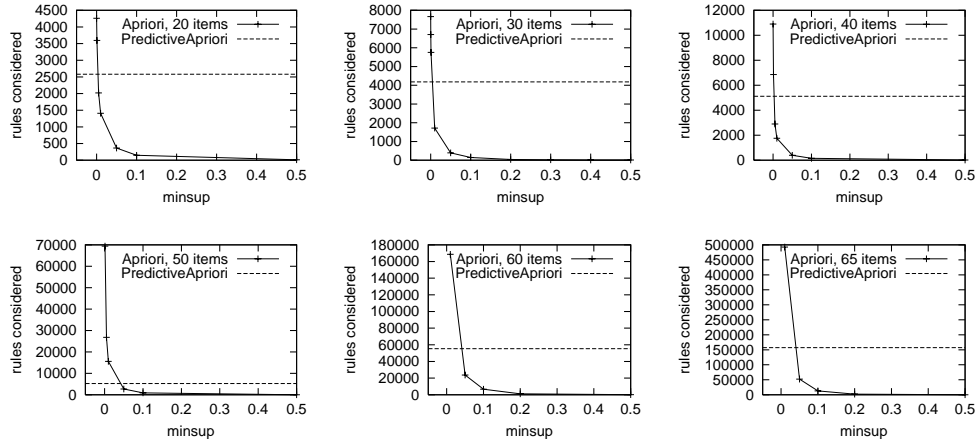 4500
4000
3500
3000
2500
2000
1500
1000
500
0
rules considered
Apriori, 20 items
PredictiveApriori
0 0.1 0.2 0.3 0.4 0.5
minsup
8000
7000
6000
5000
4000
3000
2000
1000
0
rules considered
Apriori, 30 items
PredictiveApriori
0 0.1 0.2 0.3 0.4 0.5
minsup
12000
10000
8000
6000
4000
2000
0
rules considered
Apriori, 40 items
PredictiveApriori
0 0.1 0.2 0.3 0.4 0.5
minsup
70000
60000
50000
40000
30000
20000
10000
0
rules considered
Apriori, 50 items
PredictiveApriori
0 0.1 0.2 0.3 0.4 0.5
minsup
180000
160000
140000
120000
100000
80000
60000
40000
20000
0
rules considered
Apriori, 60 items
PredictiveApriori
0 0.1 0.2 0.3 0.4 0.5
minsup
500000
450000
400000
350000
300000
250000
200000
150000
100000
50000
0
rules considered
Apriori, 65 items
PredictiveApriori
0 0.1 0.2 0.3 0.4 0.5
minsup